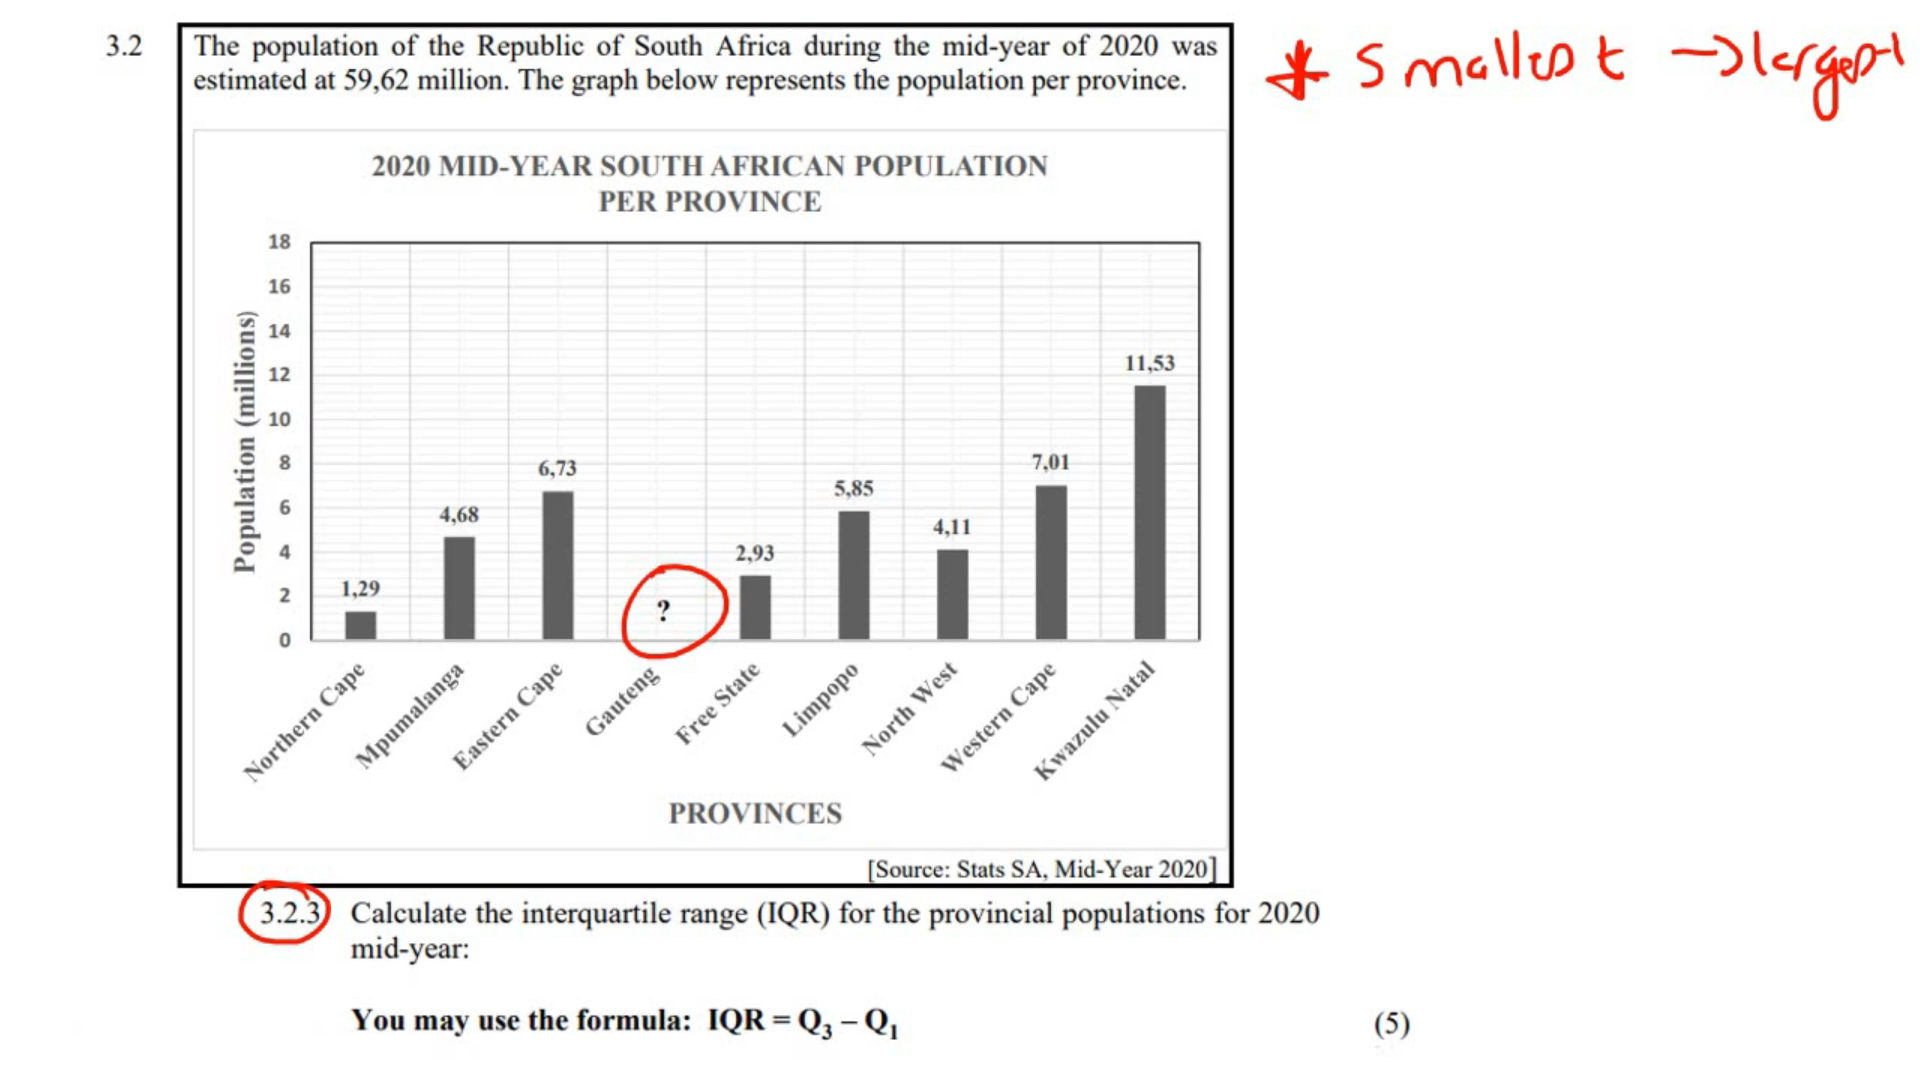 3.2
The population of the Republic of South Africa during the mid-year of 2020 was
estimated at 59,62 million. The graph below represents the population per province.
* Smallest → largest
2020 MID-YEAR SOUTH AFRICAN POPULATION
PER PROVINCE
Population (millions)
18
16
14
12
10
8
6
4
2
0
1,29
4,68
6,73
?
2,93
5,85
4,11
7,01
11,53
Northern Cape
Mpumalanga
Eastern Cape
Gauteng
Free State
Limpopo
North West
Western Cape
Kwazulu Natal
PROVINCES
[Source: Stats SA, Mid-Year 2020]
3.2.3 Calculate the interquartile range (IQR) for the provincial populations for 2020
mid-year:
You may use the formula: IQR = Q₃ – Q₁
(5)